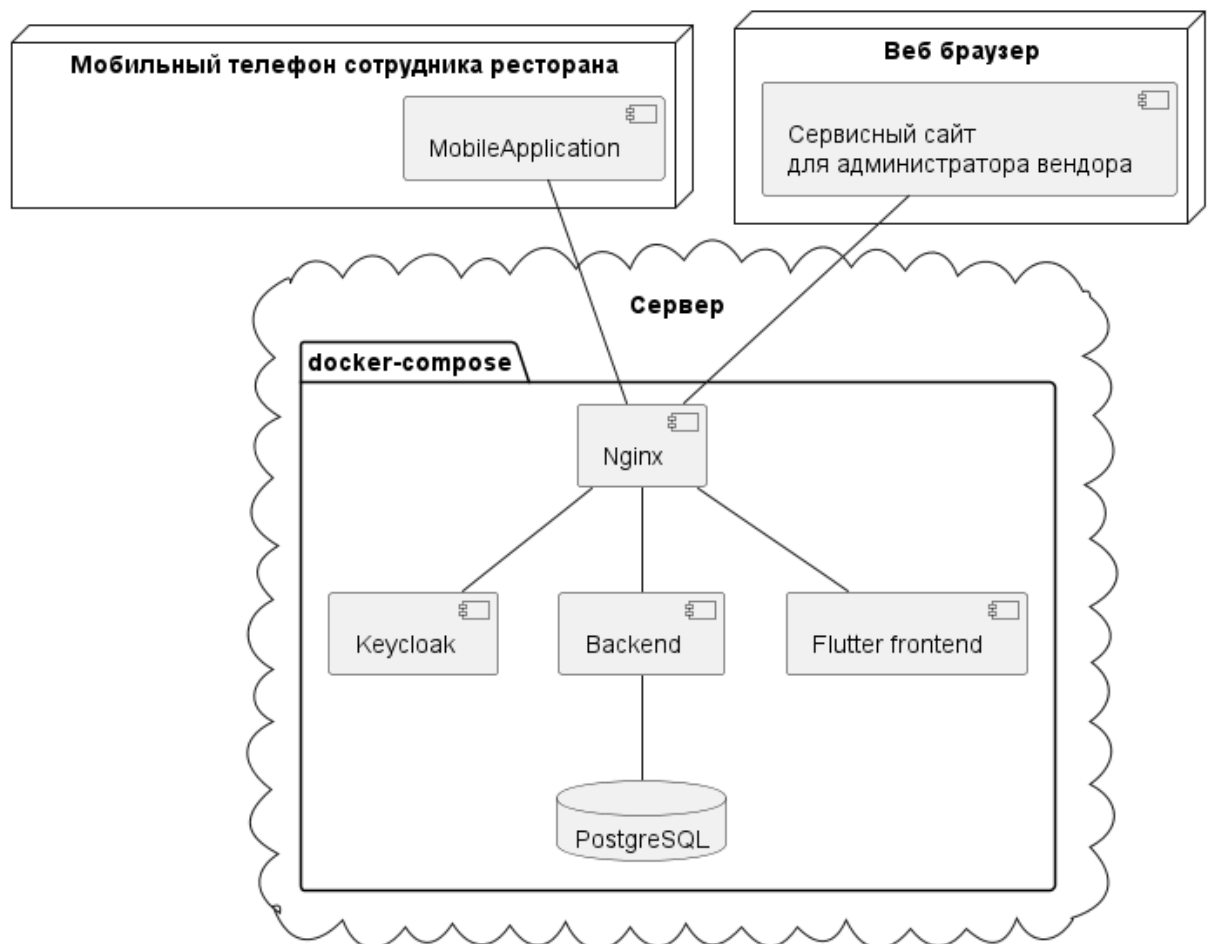 Мобильный телефон сотрудника ресторана
MobileApplication
Веб браузер
Сервисный сайт
для администратора вендора
Сервер
docker-compose
Nginx
Keycloak
Backend
Flutter frontend
PostgreSQL